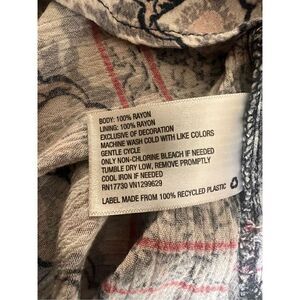 BODY: 100% RAYON
LINING: 100% RAYON
EXCLUSIVE OF DECORATION
MACHINE WASH COLD WITH LIKE COLORS
GENTLE CYCLE
ONLY NON-CHLORINE BLEACH IF NEEDED
TUMBLE DRY LOW, REMOVE PROMPTLY
COOL IRON IF NEEDED
RN17730 VN1299629
LABEL MADE FROM 100% RECYCLED PLASTIC